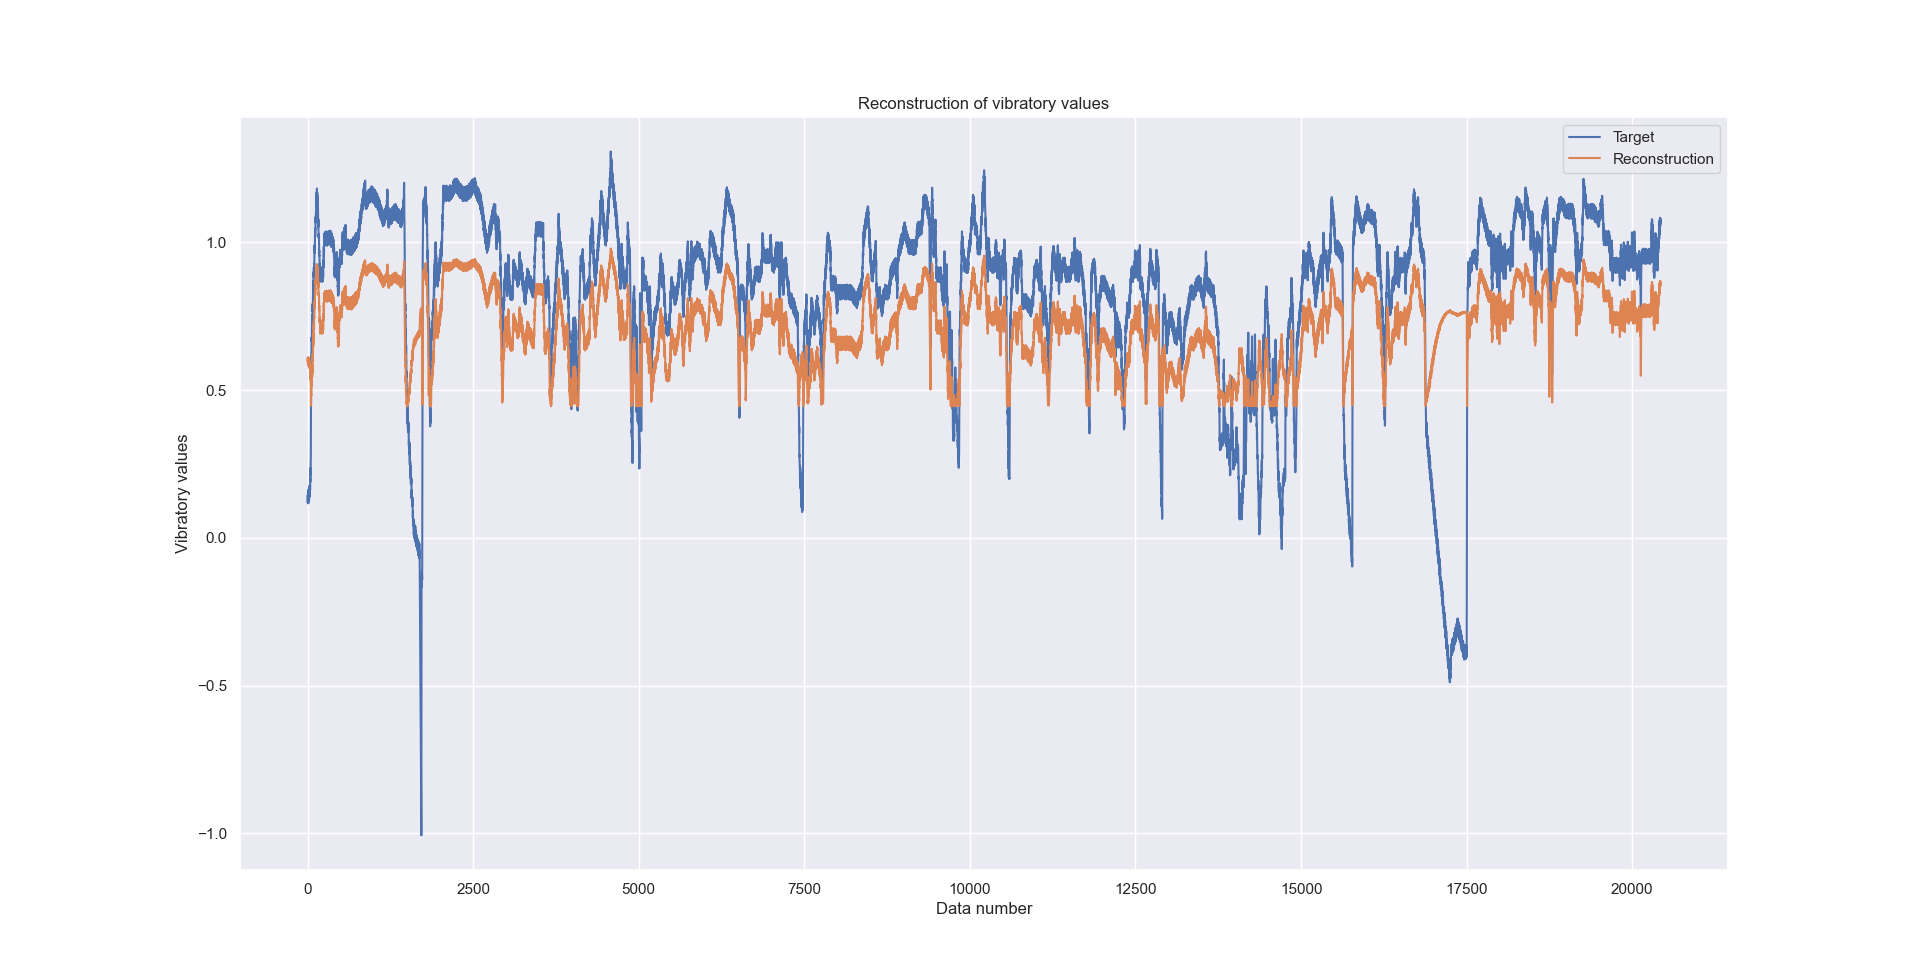 Reconstruction of vibratory values
Target
Reconstruction
1.0
0.5
0.0
−0.5
−1.0
Vibratory values
0 2500 5000 7500 10000 12500 15000 17500 20000
Data number